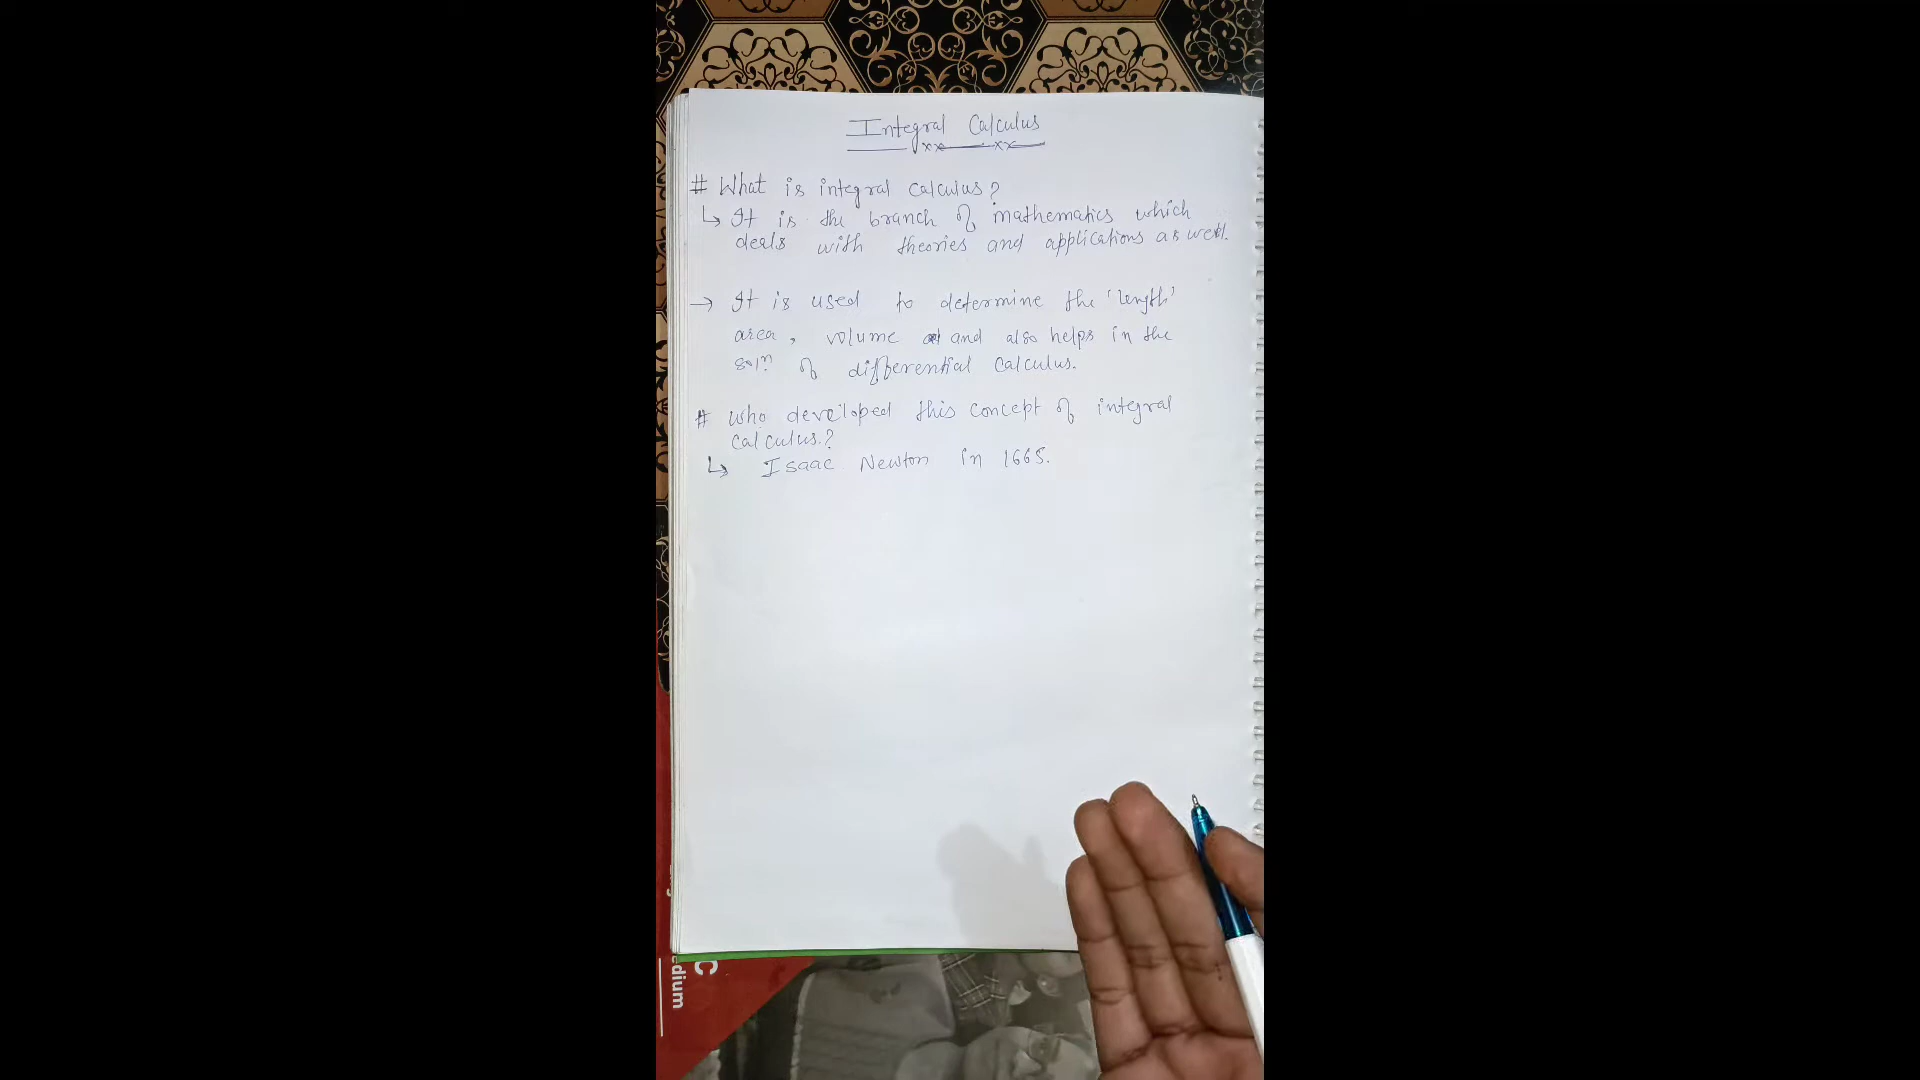 Integral Calculus
# What is integral calculus?
↳ It is the branch of mathematics which
deals with theories and applications as well.
→ It is used to determine the 'length'
area, volume and also helps in the
solⁿ of differential calculus.
# who developed this concept of integral
calculus.?
↳ Isaac Newton in 1665.
C
edium